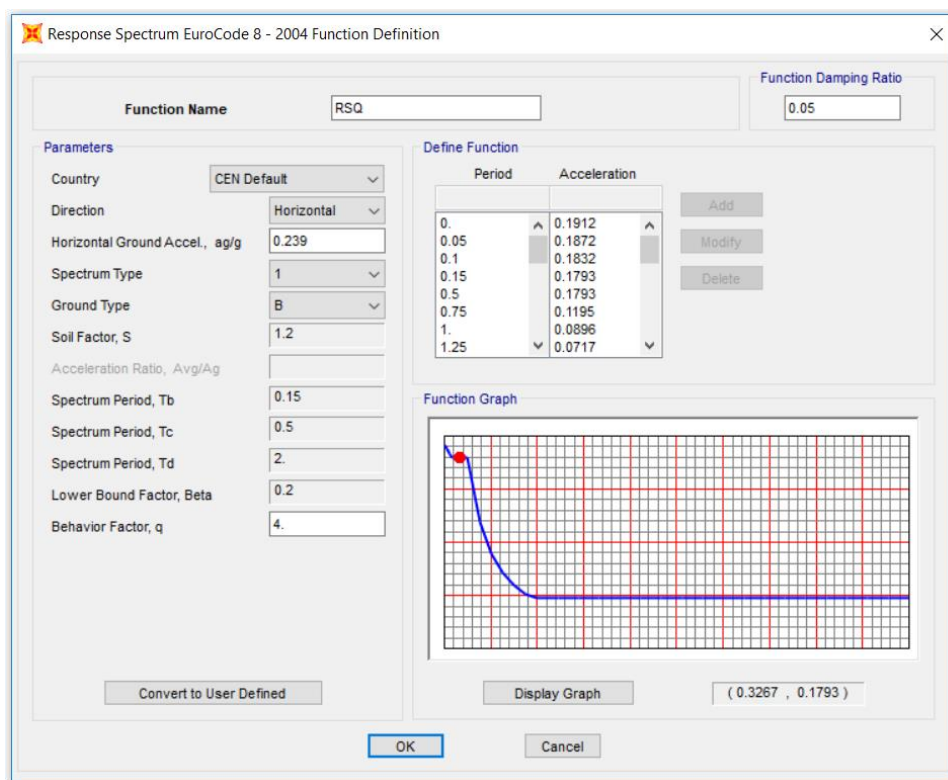 Response Spectrum EuroCode 8 - 2004 Function Definition
Function Name
RSQ
Function Damping Ratio
0.05
Parameters
Country
CEN Default
Direction
Horizontal
Horizontal Ground Accel., ag/g
0.239
Spectrum Type
1
Ground Type
B
Soil Factor, S
1.2
Acceleration Ratio, Avg/Ag
Spectrum Period, Tb
0.15
Spectrum Period, Tc
0.5
Spectrum Period, Td
2.
Lower Bound Factor, Beta
0.2
Behavior Factor, q
4.
Convert to User Defined
Define Function
Period Acceleration
0. 0.1912
0.05 0.1872
0.1 0.1832
0.15 0.1793
0.5 0.1793
0.75 0.1195
1. 0.0896
1.25 0.0717
Add
Modify
Delete
Function Graph
Display Graph
( 0.3267 , 0.1793 )
OK
Cancel